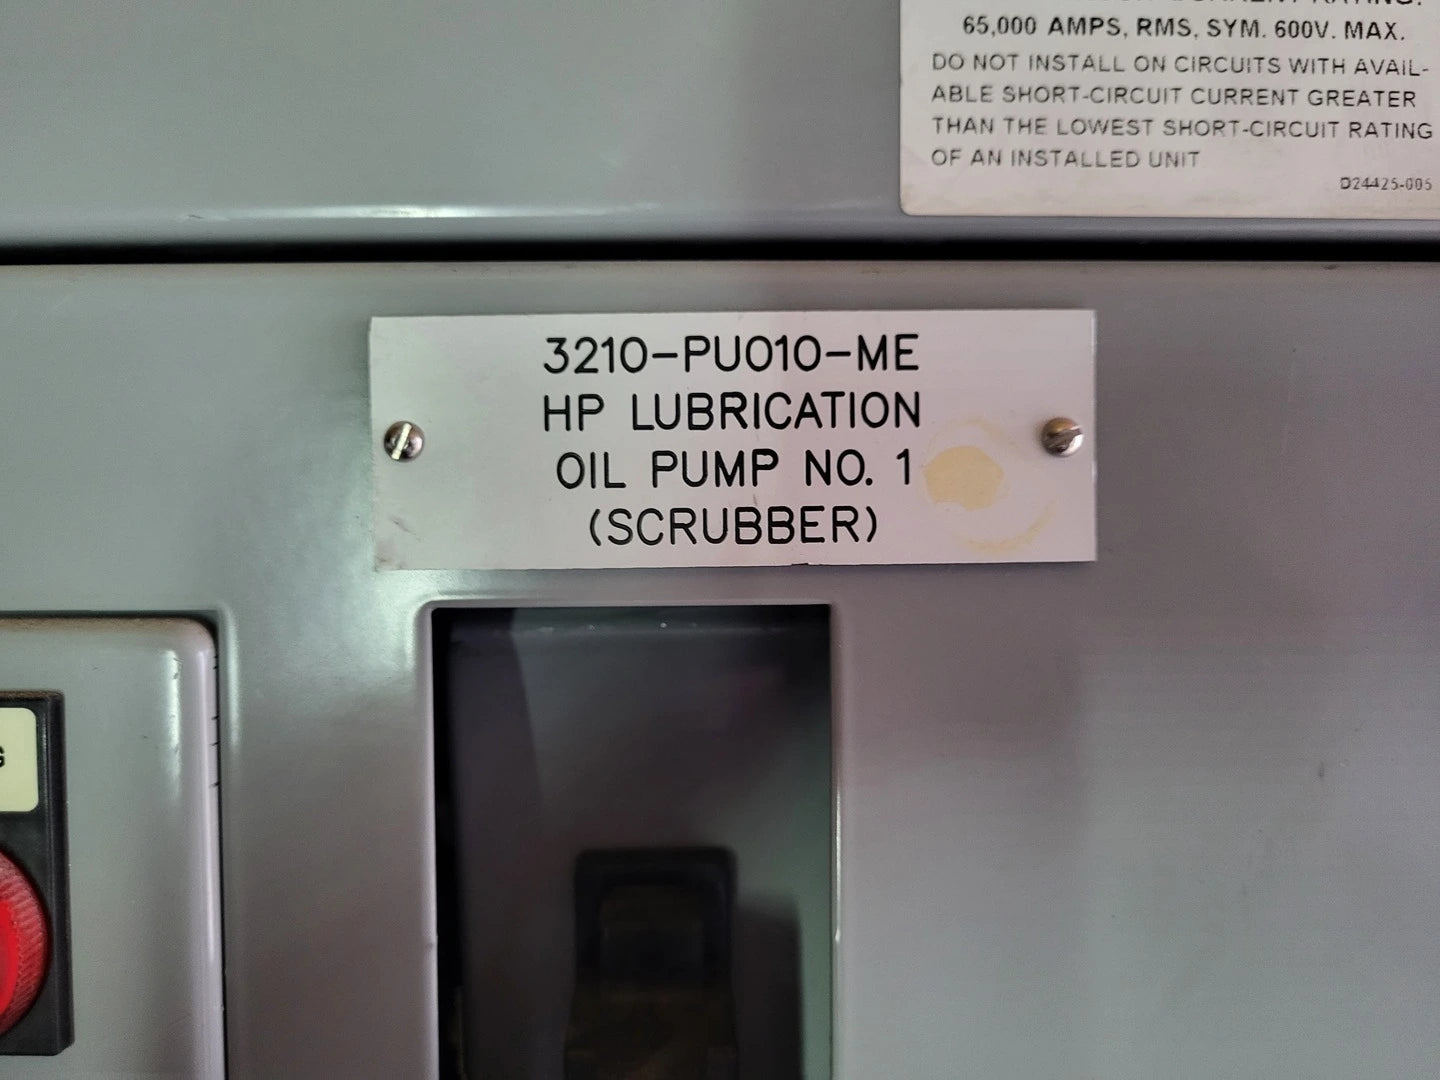 65,000 AMPS, RMS, SYM. 600V. MAX.
DO NOT INSTALL ON CIRCUITS WITH AVAIL-
ABLE SHORT-CIRCUIT CURRENT GREATER
THAN THE LOWEST SHORT-CIRCUIT RATING
OF AN INSTALLED UNIT
D24425-005
3210-PU010-ME
HP LUBRICATION
OIL PUMP NO. 1
(SCRUBBER)